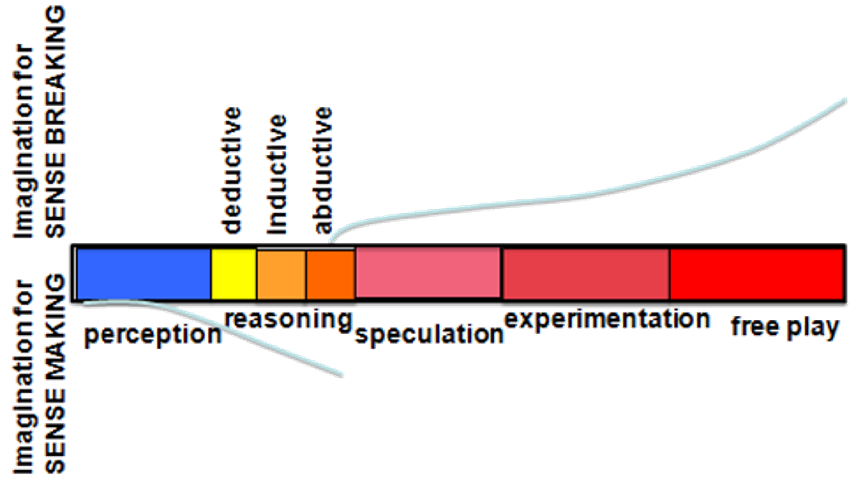 Imagination for
SENSE BREAKING
deductive
Inductive
abductive
Imagination for
SENSE MAKING
perception
reasoning
speculation
experimentation
free play